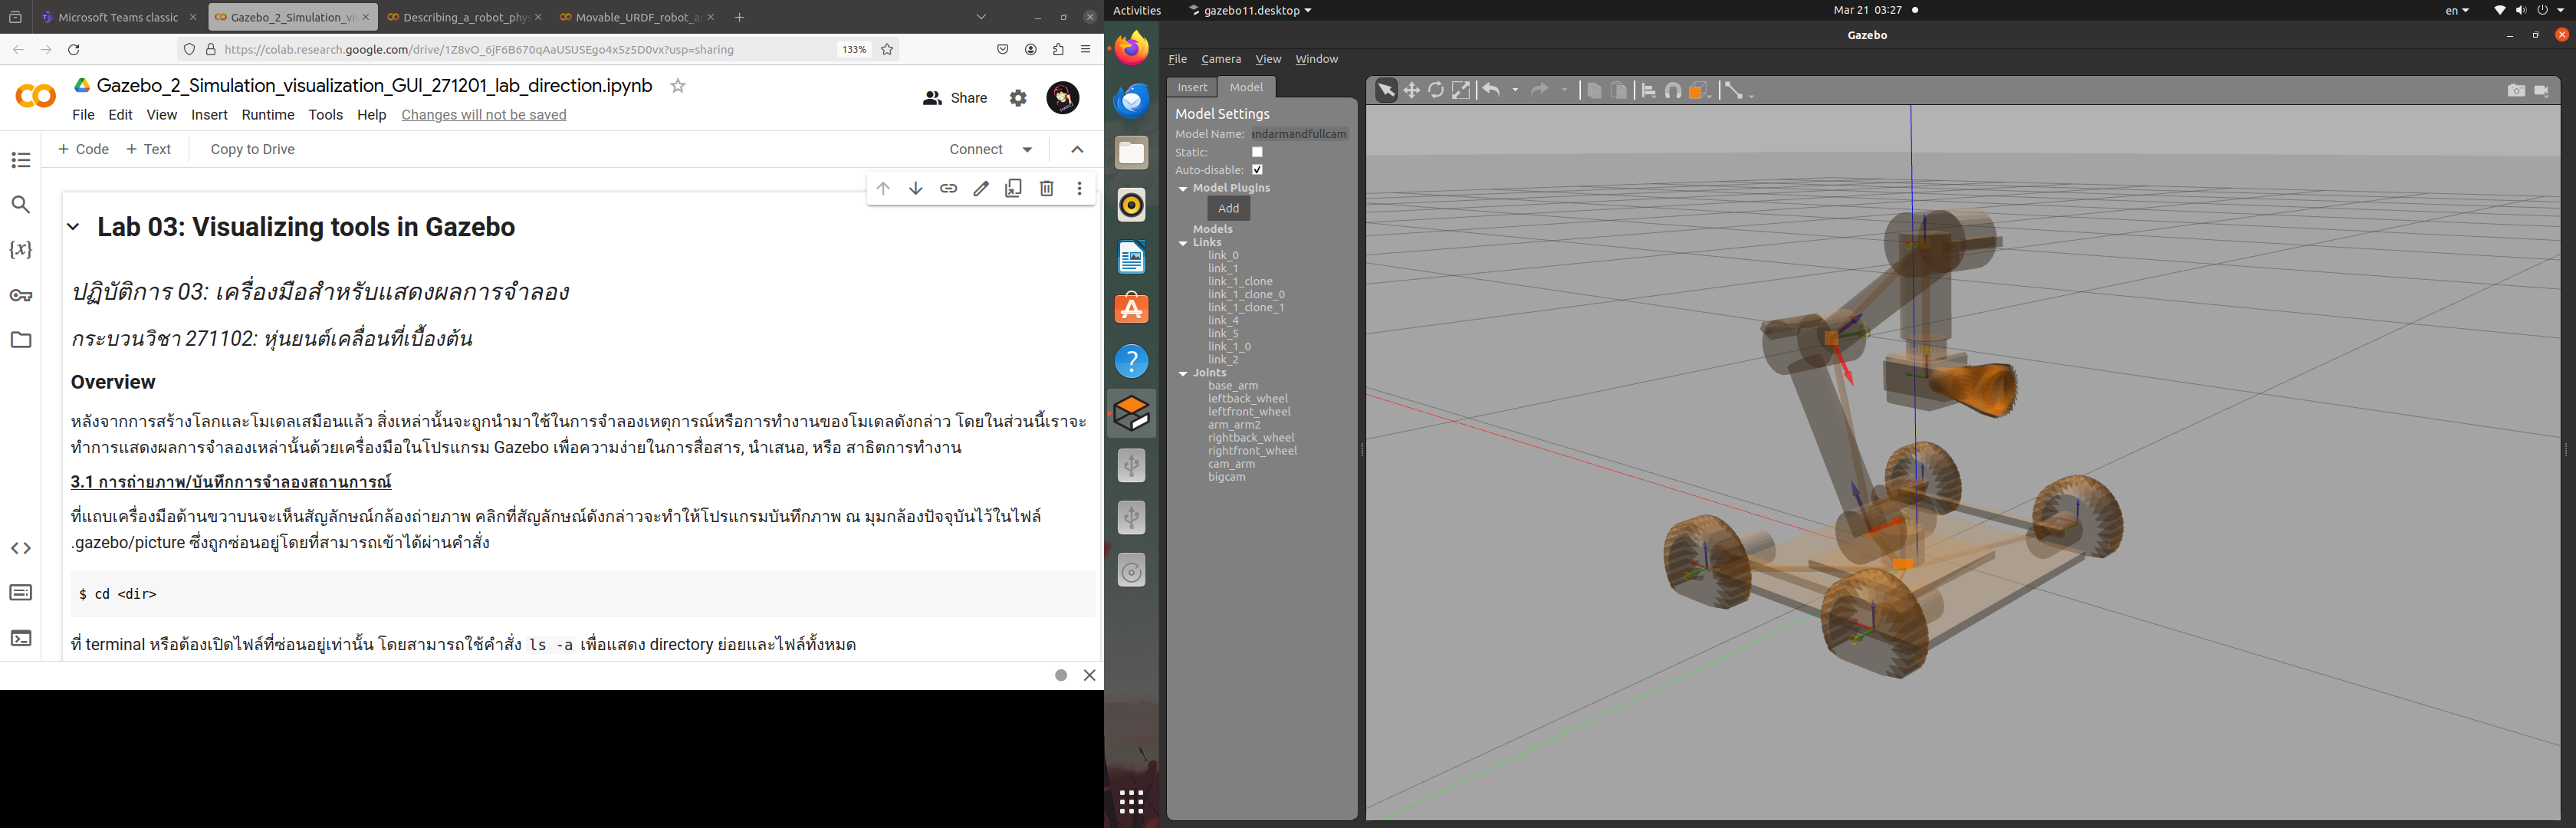 Microsoft Teams classic
Gazebo_2_Simulation_vis
Describing_a_robot_phy
Movable_URDF_robot_a
https://colab.research.google.com/drive/1Z8vO_6jF6B670qAaUSUSEgo4x5z5D0vx?usp=sharing
133%
Gazebo_2_Simulation_visualization_GUI_271201_lab_direction.ipynb
File Edit View Insert Runtime Tools Help Changes will not be saved
Share
+ Code + Text Copy to Drive
Connect
Lab 03: Visualizing tools in Gazebo
ปฏิบัติการ 03: เครื่องมือสำหรับแสดงผลการจำลอง
กระบวนวิชา 271102: หุ่นยนต์เคลื่อนที่เบื้องต้น
Overview
หลังจากการสร้างโลกและโมเดลเสมือนแล้ว สิ่งเหล่านั้นจะถูกนำมาใช้ในการจำลองเหตุการณ์หรือการทำงานของโมเดลดังกล่าว โดยในส่วนนี้เราจะ
ทำการแสดงผลการจำลองเหล่านั้นด้วยเครื่องมือในโปรแกรม Gazebo เพื่อความง่ายในการสื่อสาร, นำเสนอ, หรือ สาธิตการทำงาน
3.1 การถ่ายภาพ/บันทึกการจำลองสถานการณ์
ที่แถบเครื่องมือด้านขวาบนจะเห็นสัญลักษณ์กล้องถ่ายภาพ คลิกที่สัญลักษณ์ดังกล่าวจะทำให้โปรแกรมบันทึกภาพ ณ มุมกล้องปัจจุบันไว้ในไฟล์
.gazebo/picture ซึ่งถูกซ่อนอยู่โดยที่สามารถเข้าได้ผ่านคำสั่ง
$ cd <dir>
ที่ terminal หรือต้องเปิดไฟล์ที่ซ่อนอยู่เท่านั้น โดยสามารถใช้คำสั่ง ls -a เพื่อแสดง directory ย่อยและไฟล์ทั้งหมด
Activities
gazebo11.desktop
Mar 21 03:27
en
Gazebo
File Camera View Window
Insert Model
Model Settings
Model Name: andarmandfullcam
Static:
Auto-disable:
Model Plugins
Add
Models
Links
link_0
link_1
link_1_clone
link_1_clone_0
link_1_clone_1
link_4
link_5
link_1_0
link_2
Joints
base_arm
leftback_wheel
leftfront_wheel
arm_arm2
rightback_wheel
rightfront_wheel
cam_arm
bigcam